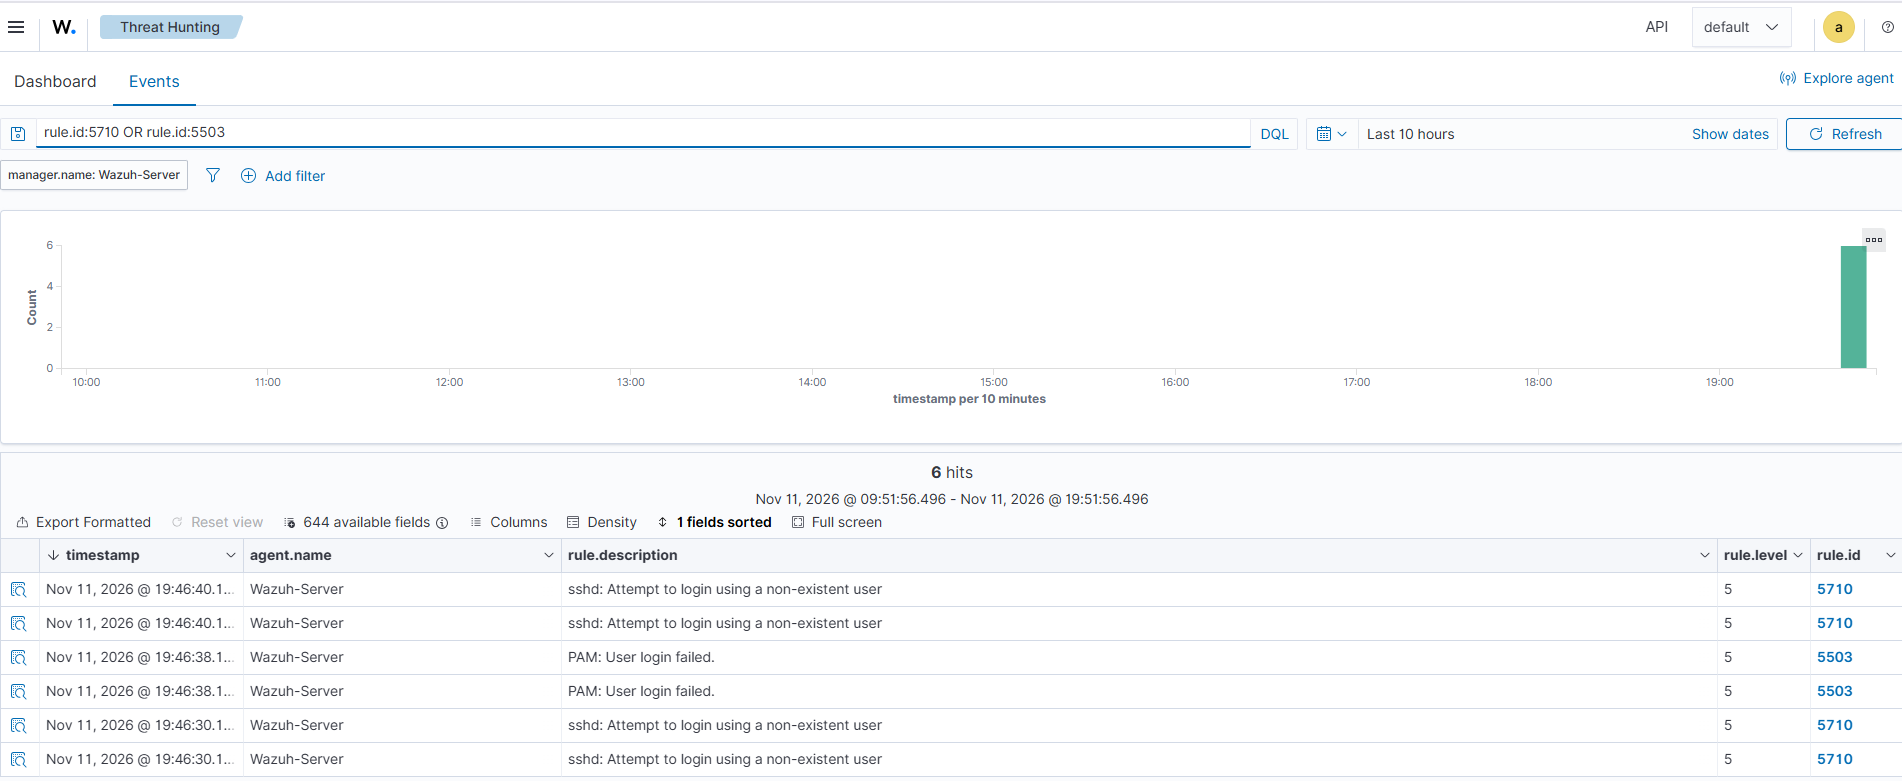 W. Threat Hunting API default a
Dashboard Events Explore agent
rule.id:5710 OR rule.id:5503 DQL Last 10 hours Show dates Refresh
manager.name: Wazuh-Server Add filter
6
4
2
0
Count
10:00 11:00 12:00 13:00 14:00 15:00 16:00 17:00 18:00 19:00
timestamp per 10 minutes
6 hits
Nov 11, 2026 @ 09:51:56.496 - Nov 11, 2026 @ 19:51:56.496
Export Formatted Reset view 644 available fields Columns Density 1 fields sorted Full screen
timestamp agent.name rule.description rule.level rule.id
Nov 11, 2026 @ 19:46:40.1... Wazuh-Server sshd: Attempt to login using a non-existent user 5 5710
Nov 11, 2026 @ 19:46:40.1... Wazuh-Server sshd: Attempt to login using a non-existent user 5 5710
Nov 11, 2026 @ 19:46:38.1... Wazuh-Server PAM: User login failed. 5 5503
Nov 11, 2026 @ 19:46:38.1... Wazuh-Server PAM: User login failed. 5 5503
Nov 11, 2026 @ 19:46:30.1... Wazuh-Server sshd: Attempt to login using a non-existent user 5 5710
Nov 11, 2026 @ 19:46:30.1... Wazuh-Server sshd: Attempt to login using a non-existent user 5 5710